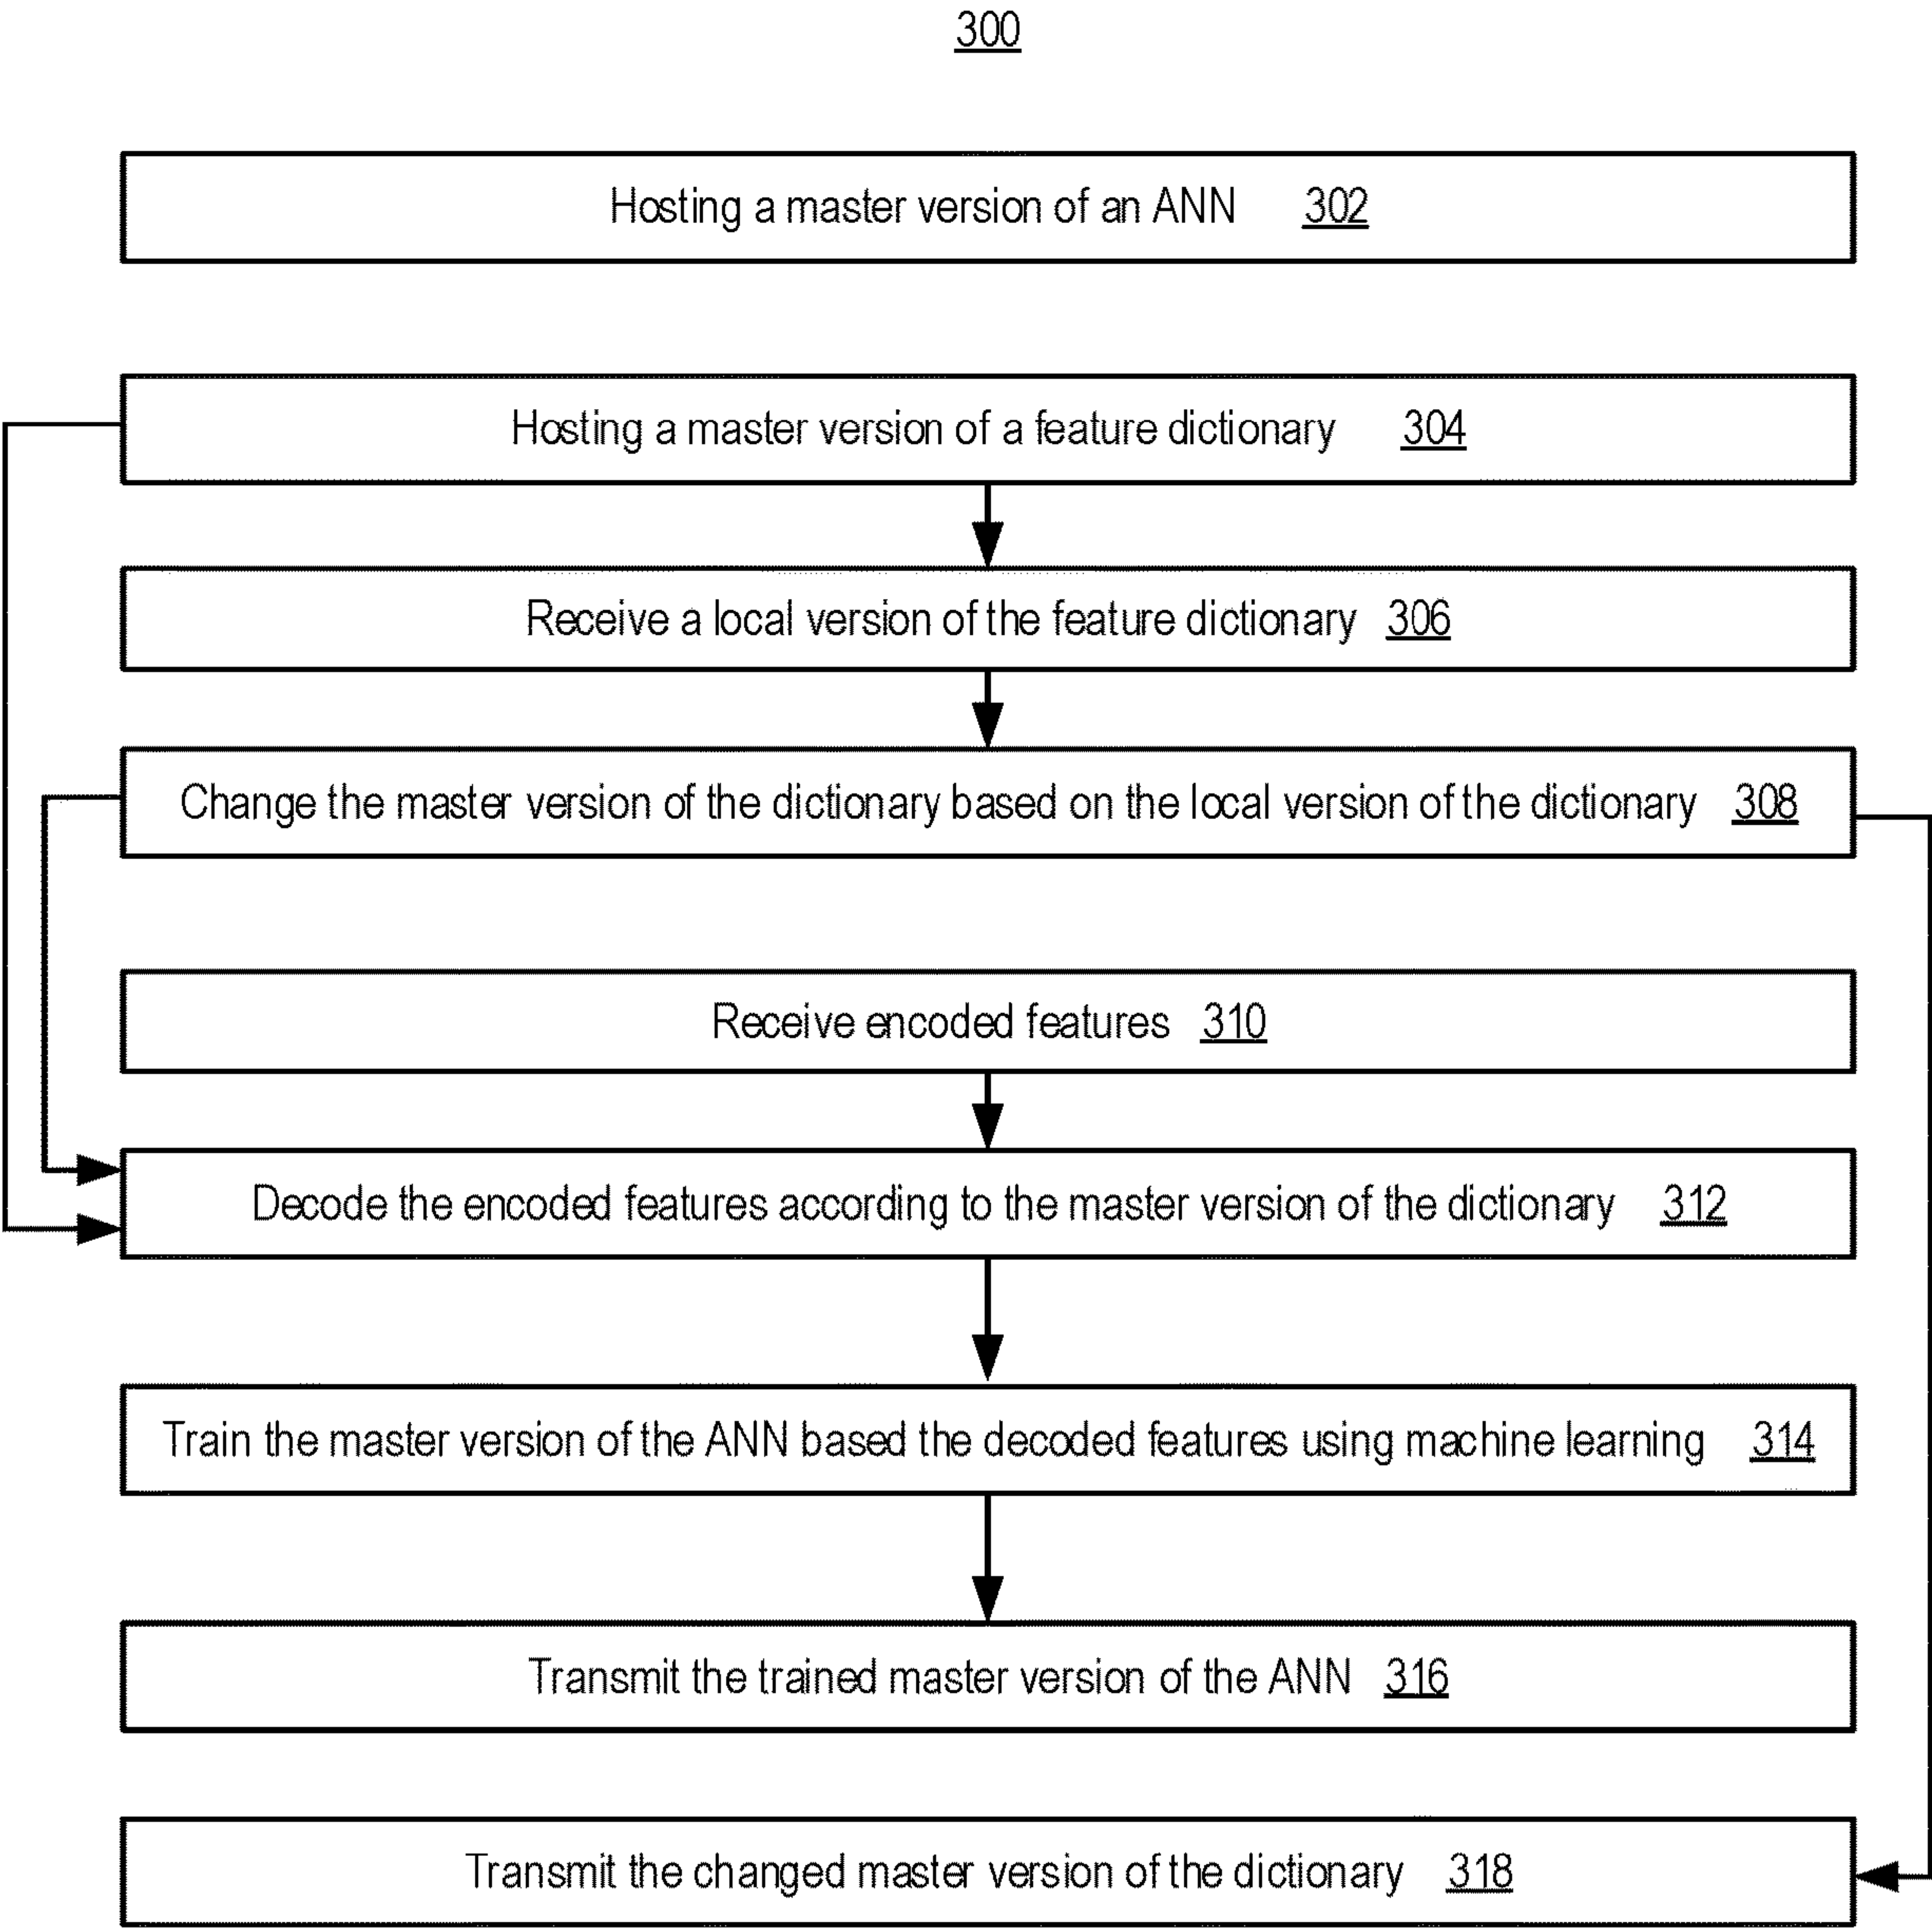 300
Hosting a master version of an ANN 302
Hosting a master version of a feature dictionary 304
Receive a local version of the feature dictionary 306
Change the master version of the dictionary based on the local version of the dictionary 308
Receive encoded features 310
Decode the encoded features according to the master version of the dictionary 312
Train the master version of the ANN based the decoded features using machine learning 314
Transmit the trained master version of the ANN 316
Transmit the changed master version of the dictionary 318